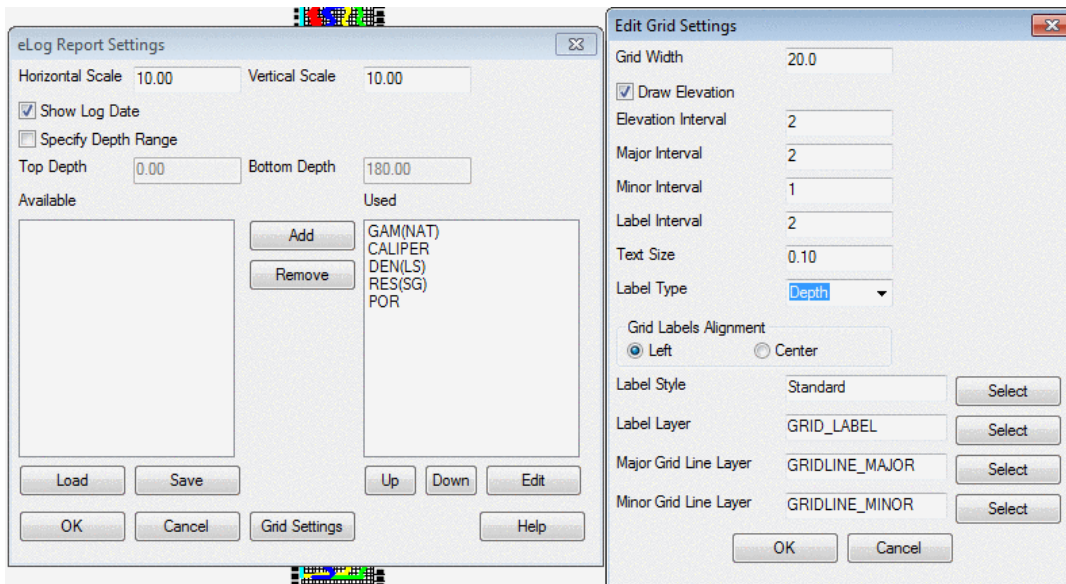 eLog Report Settings
Horizontal Scale 10.00 Vertical Scale 10.00
Show Log Date
Specify Depth Range
Top Depth 0.00 Bottom Depth 180.00
Available Used
Add
Remove
GAM(NAT)
CALIPER
DEN(LS)
RES(SG)
POR
Load Save Up Down Edit
OK Cancel Grid Settings Help
Edit Grid Settings
Grid Width 20.0
Draw Elevation
Elevation Interval 2
Major Interval 2
Minor Interval 1
Label Interval 2
Text Size 0.10
Label Type Depth
Grid Labels Alignment
Left Center
Label Style Standard Select
Label Layer GRID_LABEL Select
Major Grid Line Layer GRIDLINE_MAJOR Select
Minor Grid Line Layer GRIDLINE_MINOR Select
OK Cancel